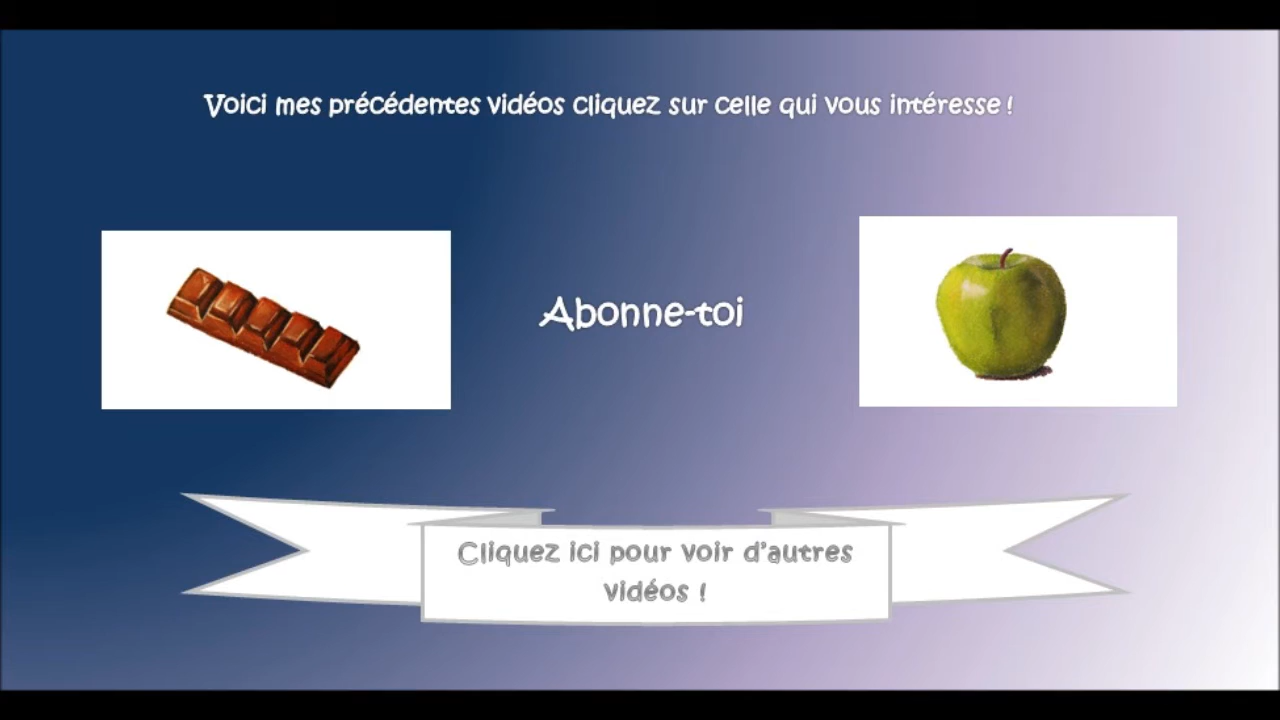 Voici mes précédentes vidéos cliquez sur celle qui vous intéresse !
Abonne-toi
Cliquez ici pour voir d'autres
vidéos !